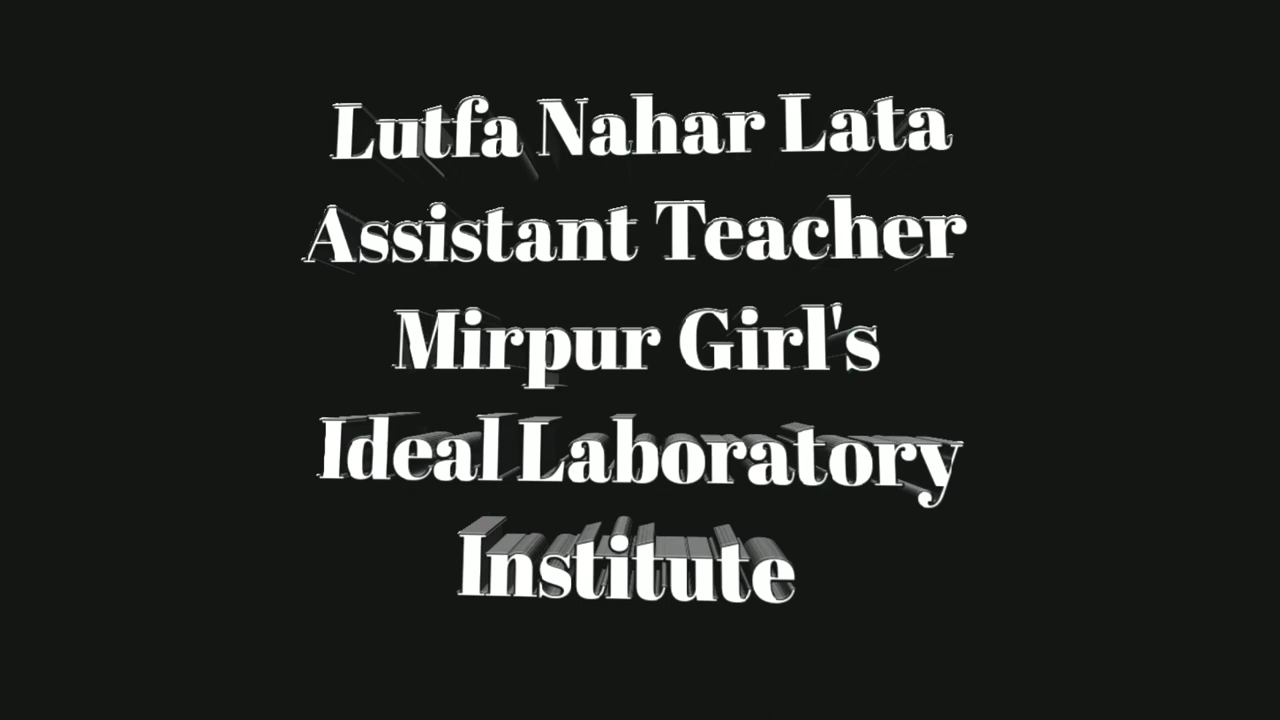 Lutfa Nahar Lata
Assistant Teacher
Mirpur Girl's
Ideal Laboratory
Institute